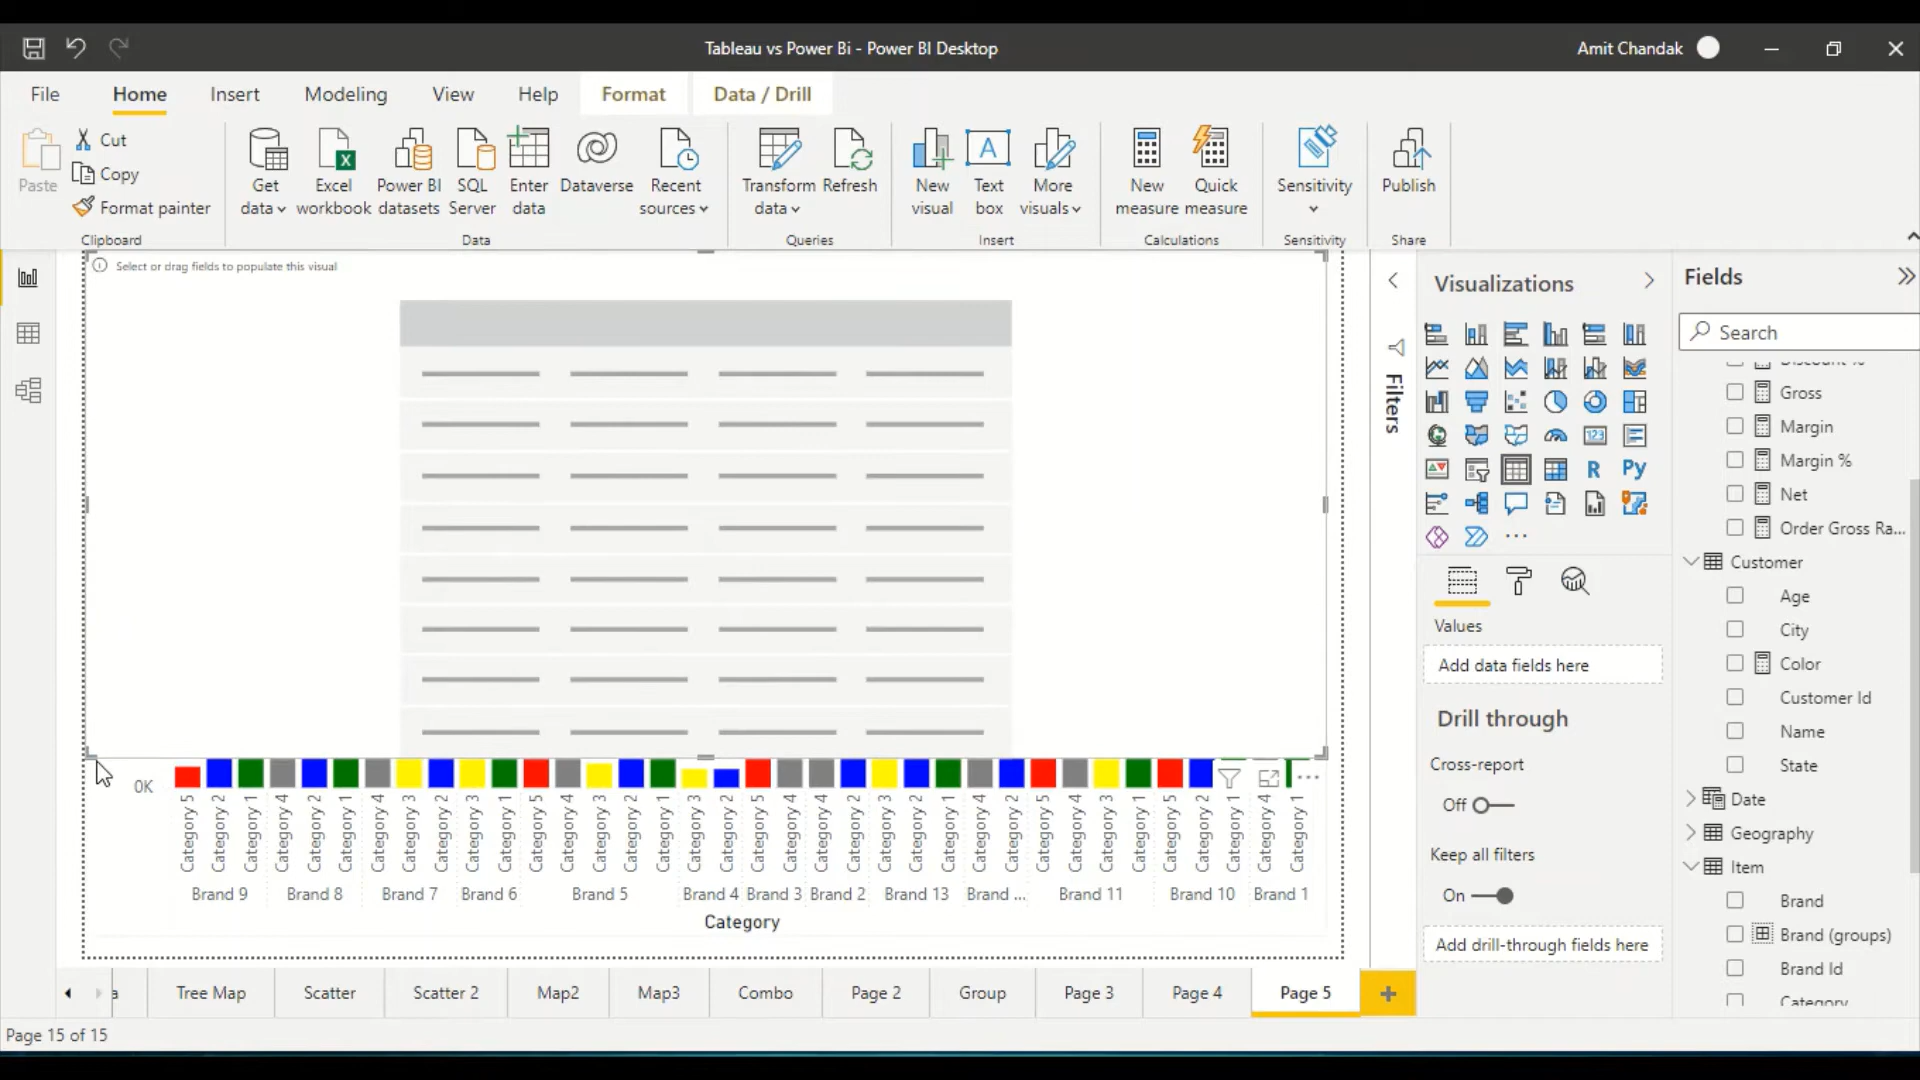 Tableau vs Power Bi - Power BI Desktop
Amit Chandak
File
Home
Insert
Modeling
View
Help
Format
Data / Drill
Paste
Cut
Copy
Format painter
Clipboard
Get
data
Excel
workbook
Power BI
datasets
SQL
Server
Enter
data
Dataverse
Recent
sources
Data
Transform
data
Refresh
Queries
New
visual
Text
box
More
visuals
Insert
New
measure
Quick
measure
Calculations
Sensitivity
Sensitivity
Publish
Share
Select or drag fields to populate this visual
0K
Category 5
Category 2
Category 1
Category 4
Category 2
Category 1
Category 4
Category 3
Category 2
Category 3
Category 1
Category 5
Category 4
Category 3
Category 2
Category 1
Category 3
Category 2
Category 5
Category 4
Category 4
Category 2
Category 3
Category 2
Category 1
Category 4
Category 2
Category 5
Category 4
Category 3
Category 1
Category 5
Category 2
Category 1
Category 4
Category 1
Brand 9
Brand 8
Brand 7
Brand 6
Brand 5
Brand 4
Brand 3
Brand 2
Brand 13
Brand ...
Brand 11
Brand 10
Brand 1
Category
Filters
Visualizations
123
R
Py
Values
Add data fields here
Drill through
Cross-report
Off
Keep all filters
On
Add drill-through fields here
Fields
Search
Discount %
Gross
Margin
Margin %
Net
Order Gross Ra...
Customer
Age
City
Color
Customer Id
Name
State
Date
Geography
Item
Brand
Brand (groups)
Brand Id
Category
a
Tree Map
Scatter
Scatter 2
Map2
Map3
Combo
Page 2
Group
Page 3
Page 4
Page 5
Page 15 of 15